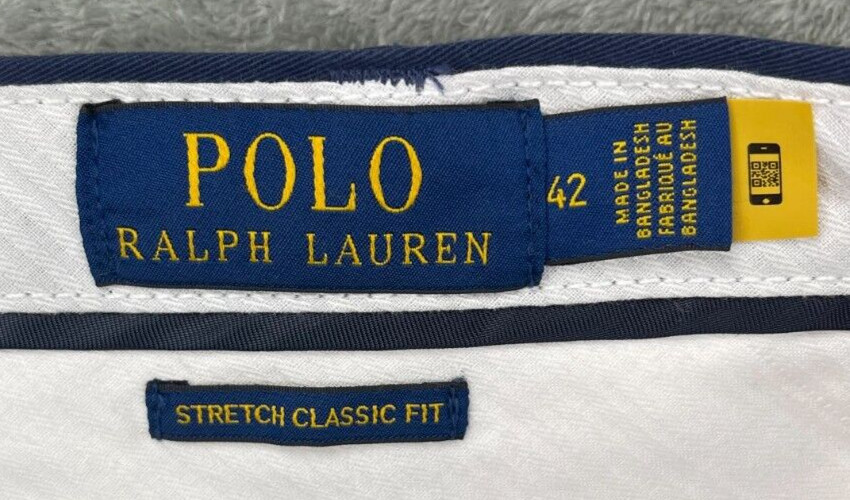 POLO
RALPH LAUREN
42
MADE IN
BANGLADESH
FABRIQUÉ AU
BANGLADESH
STRETCH CLASSIC FIT